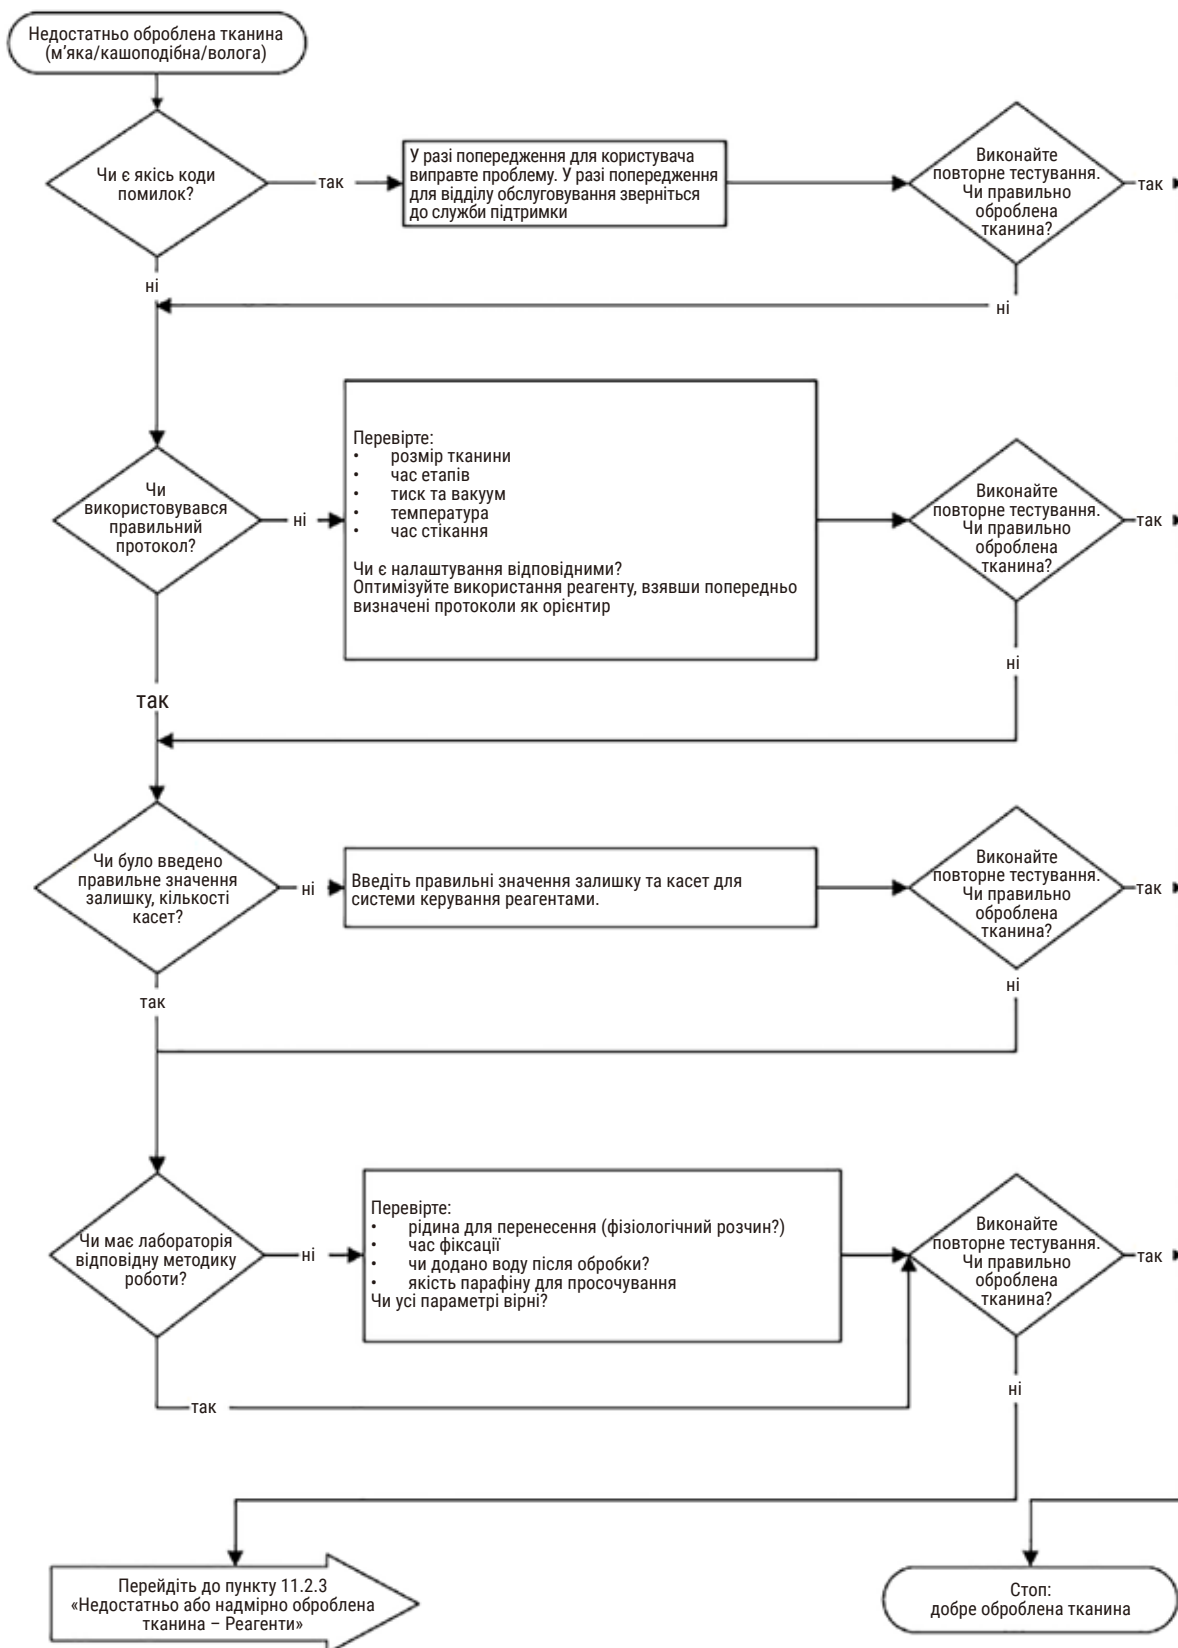 Недостатньо оброблена тканина
(м’яка/кашоподібна/волога)
Чи є якісь коди
помилок?
так
У разі попередження для користувача
виправте проблему. У разі попередження
для відділу обслуговування зверніться
до служби підтримки
Виконайте
повторне тестування.
Чи правильно
оброблена
тканина?
так
ні
ні
Чи
використовувався
правильний
протокол?
ні
Перевірте:
• розмір тканини
• час етапів
• тиск та вакуум
• температура
• час стікання
Чи є налаштування відповідними?
Оптимізуйте використання реагенту, взявши попередньо
визначені протоколи як орієнтир
Виконайте
повторне тестування.
Чи правильно
оброблена
тканина?
так
ні
так
Чи було введено
правильне значення
залишку, кількості
касет?
ні
Введіть правильні значення залишку та касет для
системи керування реагентами.
Виконайте
повторне тестування.
Чи правильно
оброблена
тканина?
так
ні
так
Чи має лабораторія
відповідну методику
роботи?
ні
Перевірте:
• рідина для перенесення (фізіологічний розчин?)
• час фіксації
• чи додано воду після обробки?
• якість парафіну для просочування
Чи усі параметрі вірні?
Виконайте
повторне тестування.
Чи правильно
оброблена
тканина?
так
ні
так
Перейдіть до пункту 11.2.3
«Недостатньо або надмірно оброблена
тканина – Реагенти»
Стоп:
добре оброблена тканина